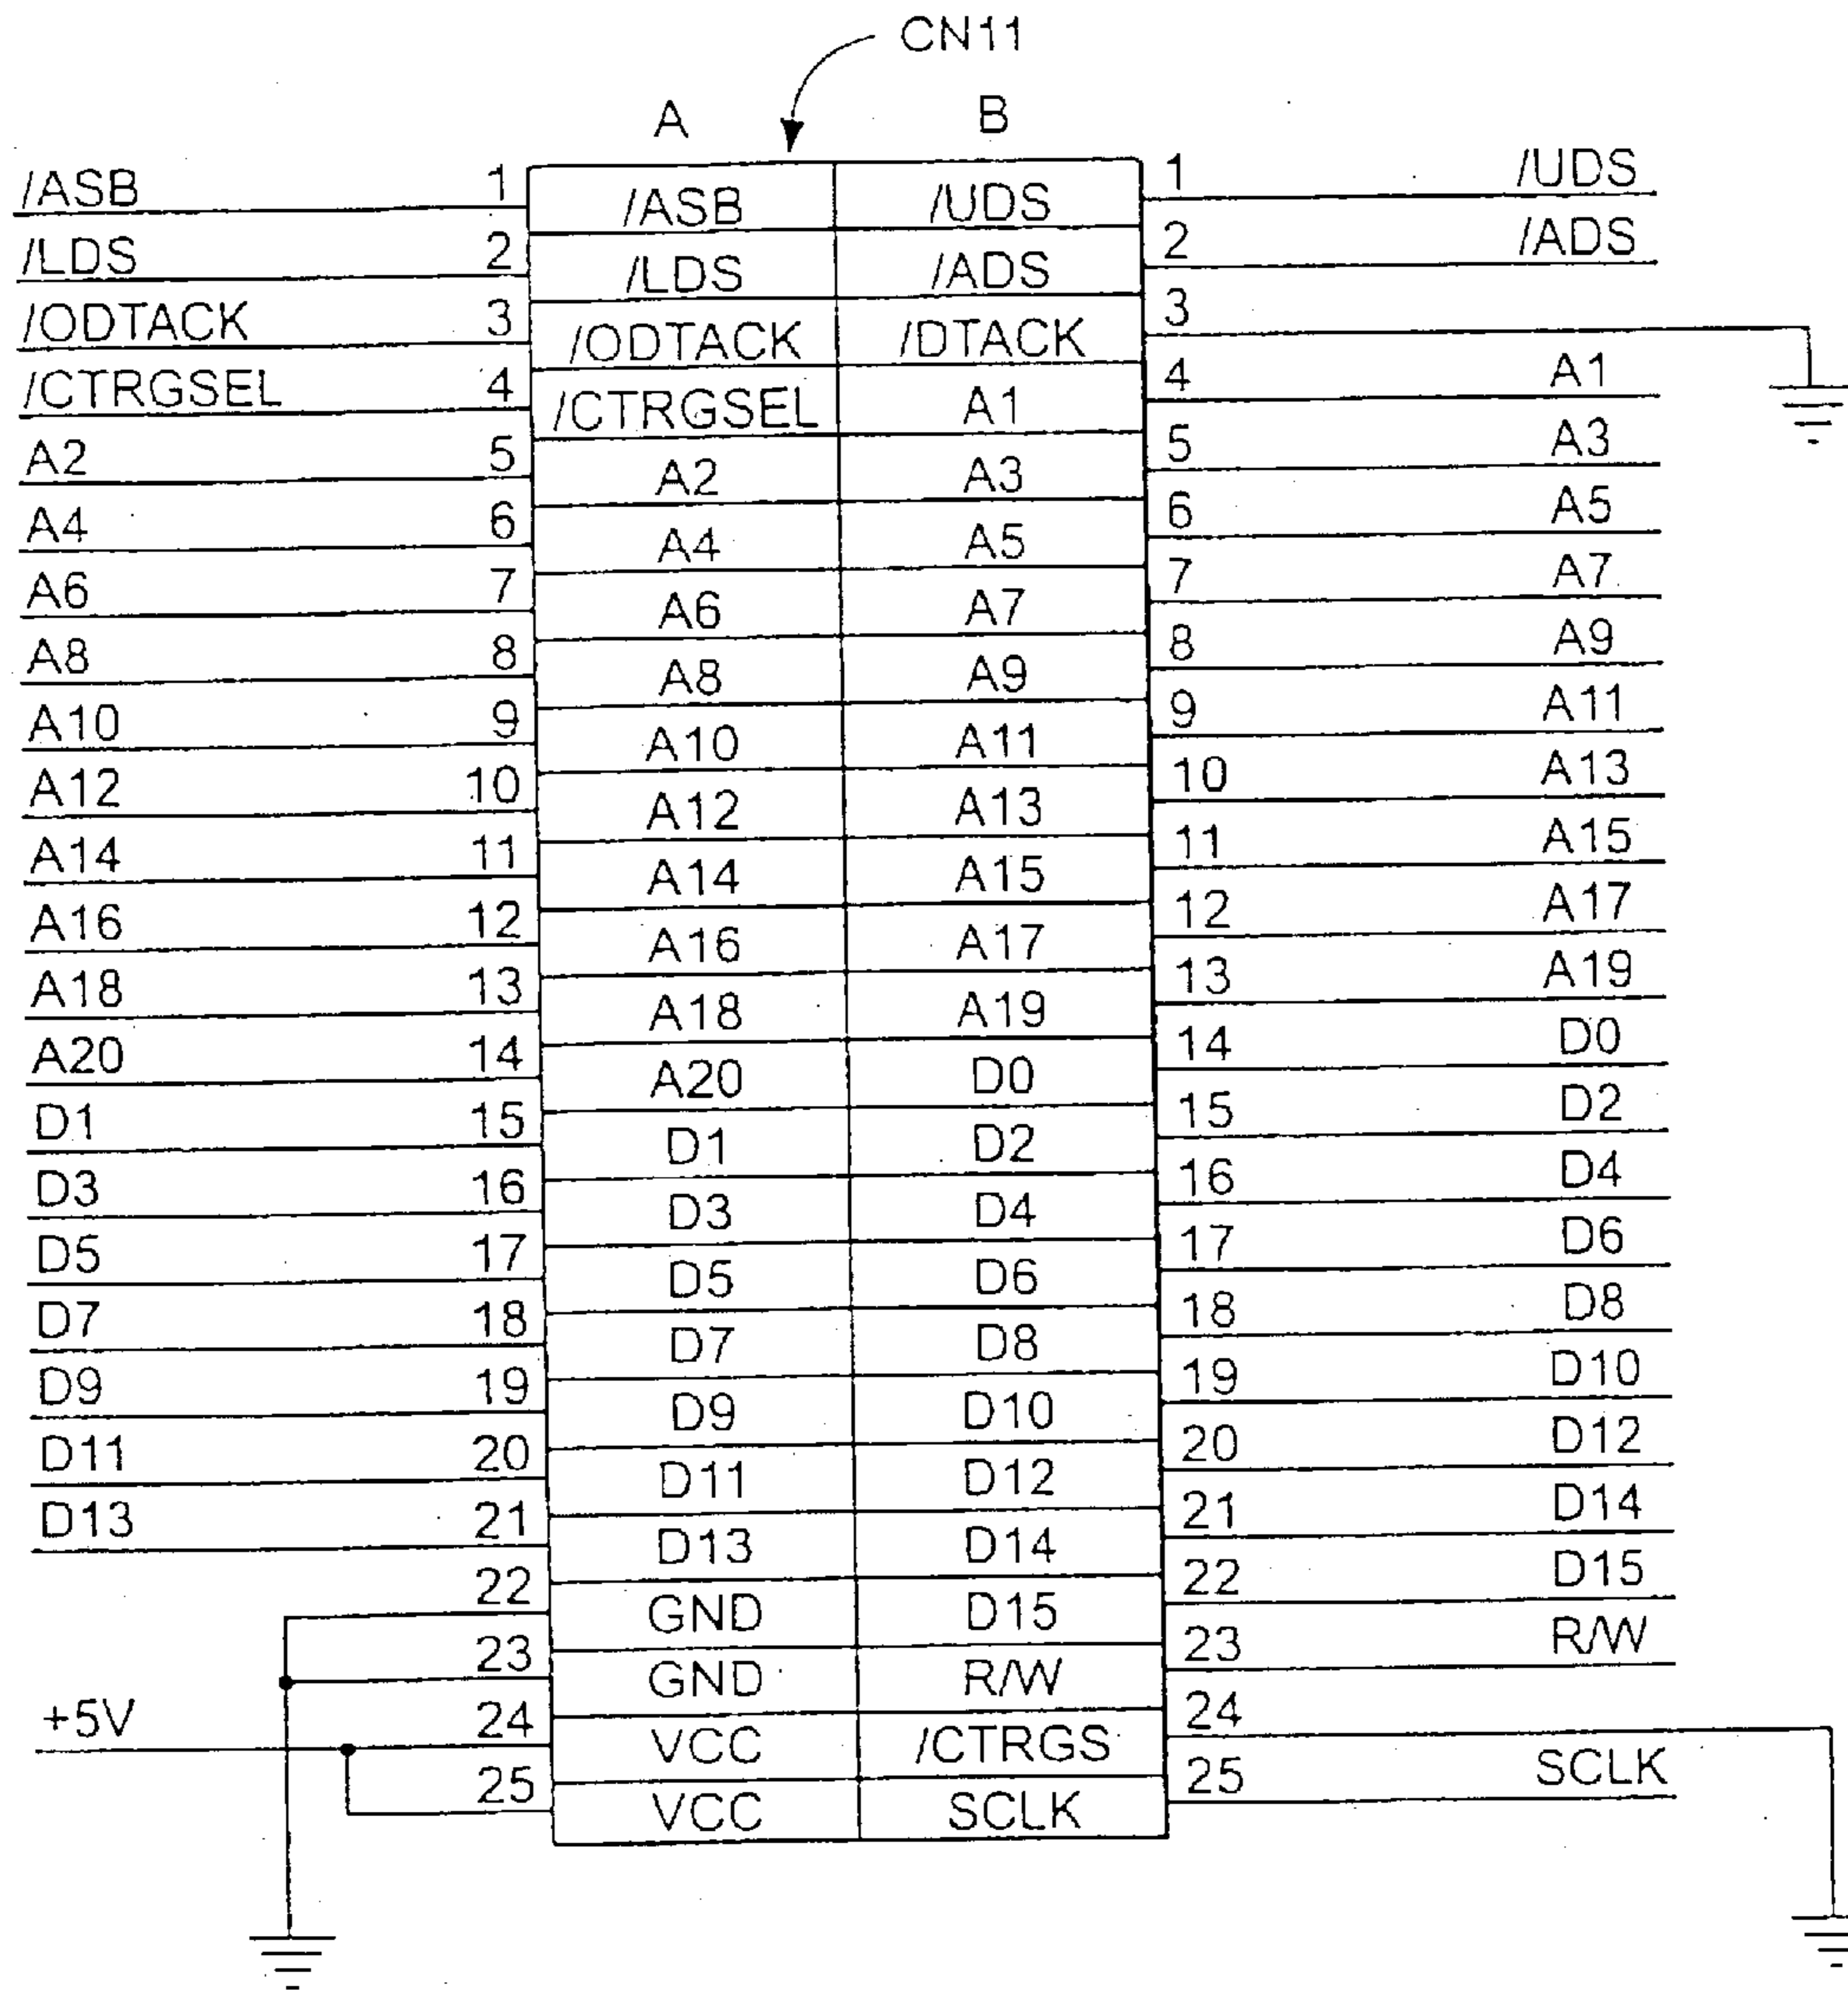 CN11
A B
/ASB 1 /ASB /UDS 1 /UDS
/LDS 2 /LDS /ADS 2 /ADS
/ODTACK 3 /ODTACK /DTACK 3
/CTRGSEL 4 /CTRGSEL A1 4 A1
A2 5 A2 A3 5 A3
A4 6 A4 A5 6 A5
A6 7 A6 A7 7 A7
A8 8 A8 A9 8 A9
A10 9 A10 A11 9 A11
A12 10 A12 A13 10 A13
A14 11 A14 A15 11 A15
A16 12 A16 A17 12 A17
A18 13 A18 A19 13 A19
A20 14 A20 D0 14 D0
D1 15 D1 D2 15 D2
D3 16 D3 D4 16 D4
D5 17 D5 D6 17 D6
D7 18 D7 D8 18 D8
D9 19 D9 D10 19 D10
D11 20 D11 D12 20 D12
D13 21 D13 D14 21 D14
22 GND D15 22 D15
23 GND R/W 23 R/W
+5V 24 VCC /CTRGS 24
25 VCC SCLK 25 SCLK